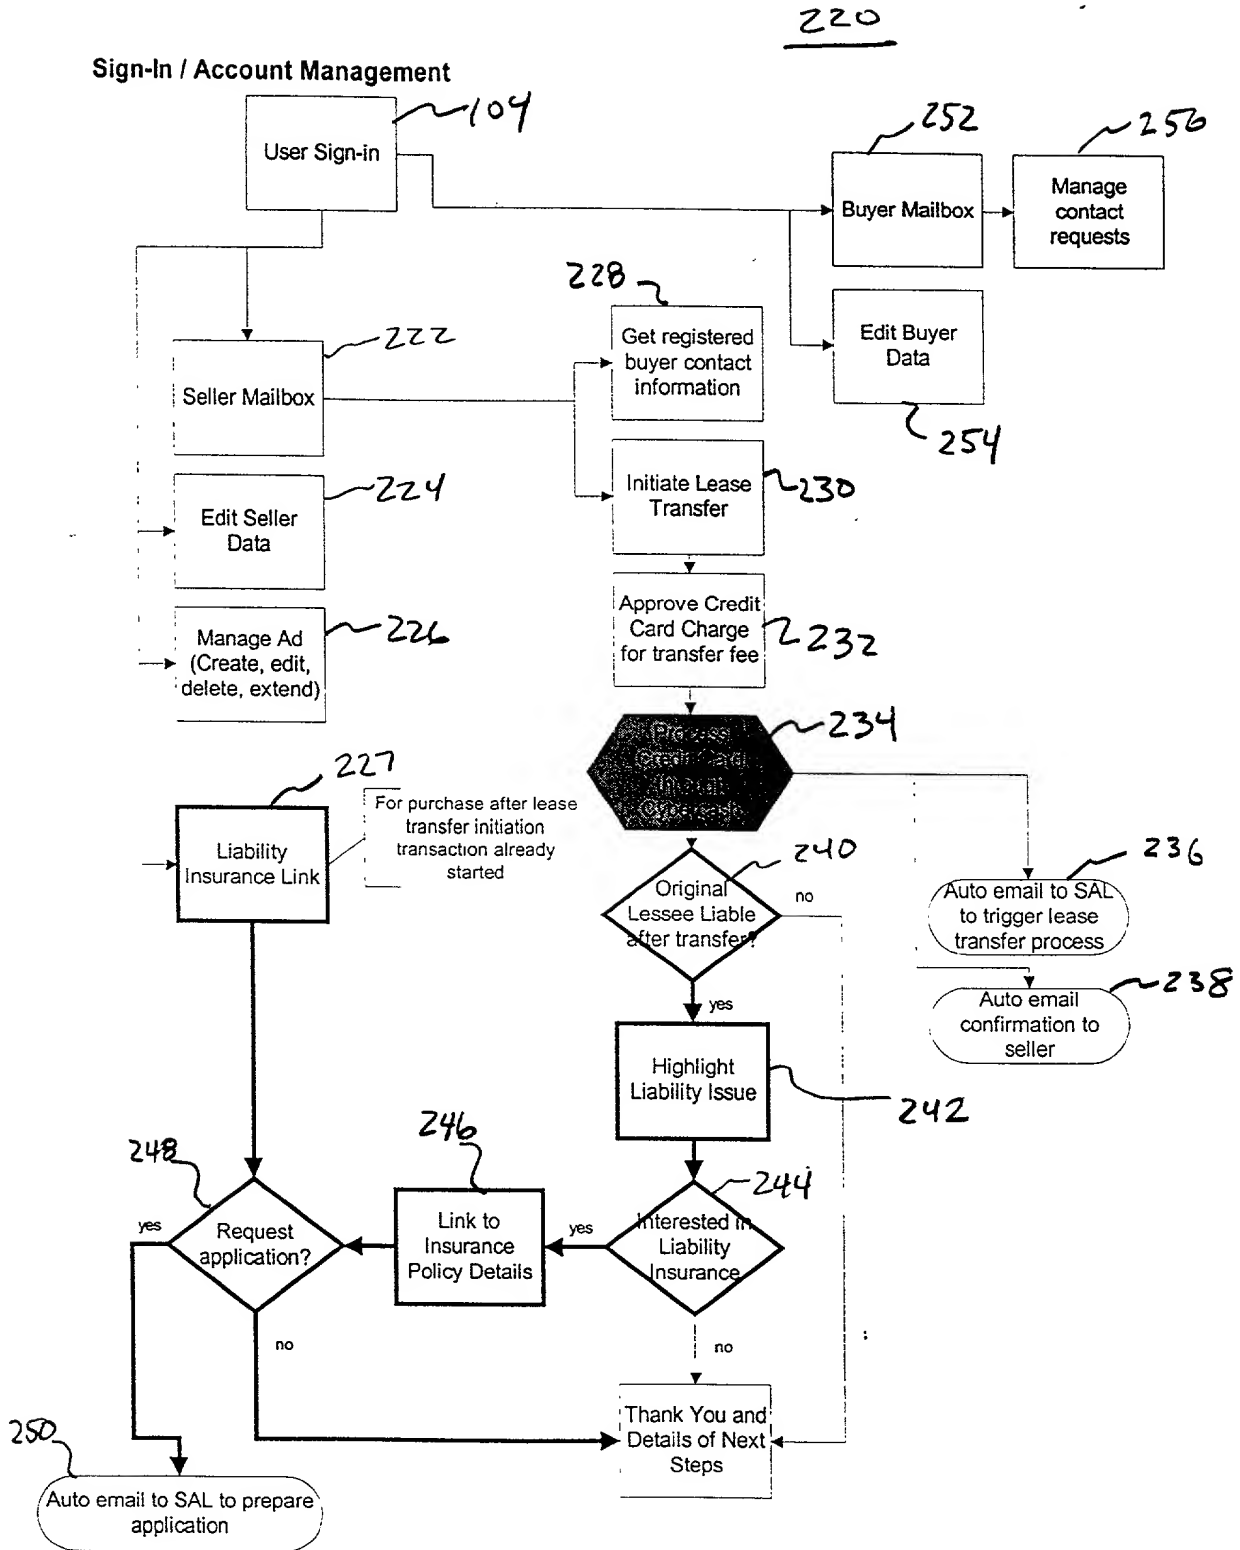 220
Sign-In / Account Management
104
User Sign-in
252
256
Buyer Mailbox
Manage
contact
requests
228
Get registered
buyer contact
information
Edit Buyer
Data
254
222
Seller Mailbox
224
Edit Seller
Data
Initiate Lease
Transfer
230
226
Manage Ad
(Create, edit,
delete, extend)
Approve Credit
Card Charge
for transfer fee
232
234
Process
Credit Card
227
Liability
Insurance Link
For purchase after lease
transfer initiation
transaction already
started
240
Original
Lessee Liable
after transfer?
no
yes
236
Auto email to SAL
to trigger lease
transfer process
238
Auto email
confirmation to
seller
Highlight
Liability Issue
242
244
Interested in
Liability
Insurance
yes
no
246
Link to
Insurance
Policy Details
248
Request
application?
yes
no
Thank You and
Details of Next
Steps
250
Auto email to SAL to prepare
application